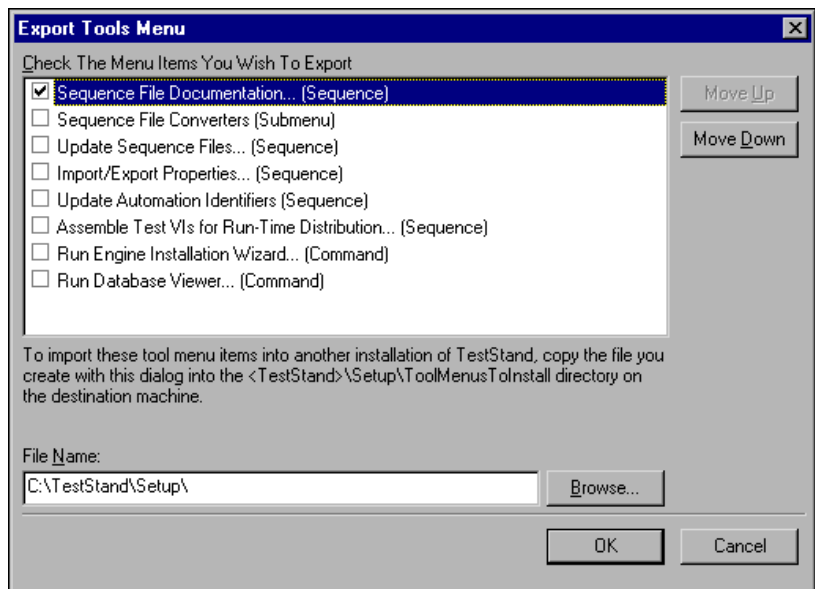 Export Tools Menu
Check The Menu Items You Wish To Export
Sequence File Documentation... (Sequence)
Sequence File Converters (Submenu)
Update Sequence Files... (Sequence)
Import/Export Properties... (Sequence)
Update Automation Identifiers (Sequence)
Assemble Test VIs for Run-Time Distribution... (Sequence)
Run Engine Installation Wizard... (Command)
Run Database Viewer... (Command)
Move Up
Move Down
To import these tool menu items into another installation of TestStand, copy the file you
create with this dialog into the <TestStand>\Setup\ToolMenusToInstall directory on
the destination machine.
File Name:
C:\TestStand\Setup\
Browse...
OK
Cancel